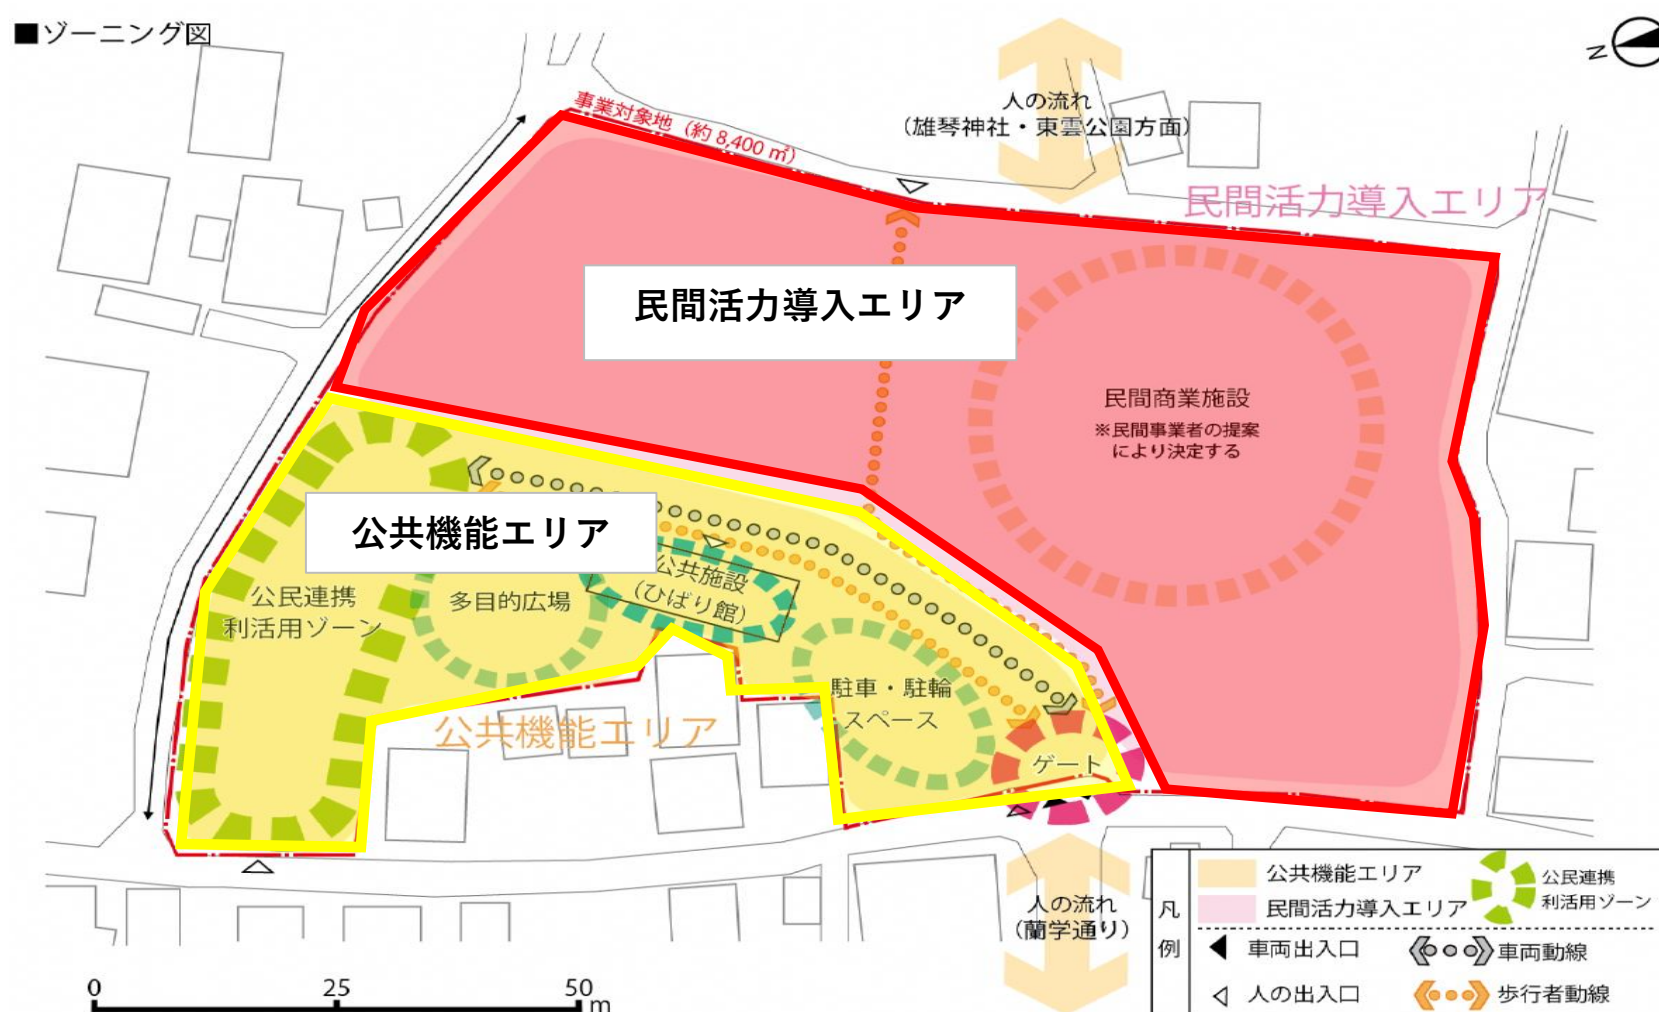 ■ゾーニング図
N
人の流れ
(雄琴神社・東雲公園方面)
事業対象地（約 8,400 ㎡）
民間活力導入エリア
民間活力導入エリア
民間商業施設
※民間事業者の提案
により決定する
公共機能エリア
公共施設
(ひばり館)
公民連携
利活用ゾーン
多目的広場
駐車・駐輪
スペース
公共機能エリア
ゲート
人の流れ
(蘭学通り)
凡例
公共機能エリア
民間活力導入エリア
公民連携
利活用ゾーン
車両出入口
車両動線
人の出入口
歩行者動線
0 25 50 m